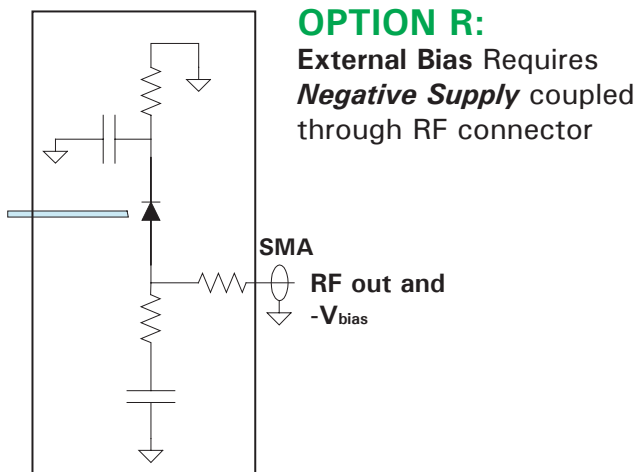 OPTION R:
External Bias Requires
Negative Supply coupled
through RF connector
SMA
RF out and
-Vbias